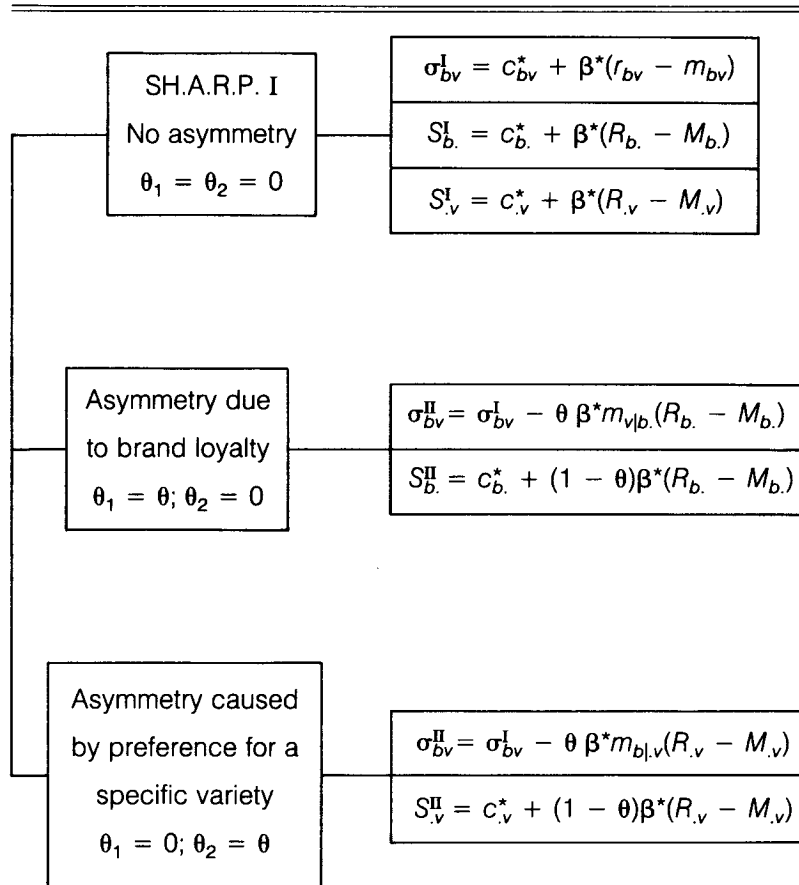 SH.A.R.P. I
No asymmetry
θ₁ = θ₂ = 0
σᴵ_bv = c*_bv + β*(r_bv − m_bv)
Sᴵ_b. = c*_b. + β*(R_b. − M_b.)
Sᴵ_.v = c*_.v + β*(R_.v − M_.v)
Asymmetry due
to brand loyalty
θ₁ = θ; θ₂ = 0
σᴵᴵ_bv = σᴵ_bv − θ β*m_v|b.(R_b. − M_b.)
Sᴵᴵ_b. = c*_b. + (1 − θ)β*(R_b. − M_b.)
Asymmetry caused
by preference for a
specific variety
θ₁ = 0; θ₂ = θ
σᴵᴵ_bv = σᴵ_bv − θ β*m_b|.v(R_.v − M_.v)
Sᴵᴵ_.v = c*_.v + (1 − θ)β*(R_.v − M_.v)